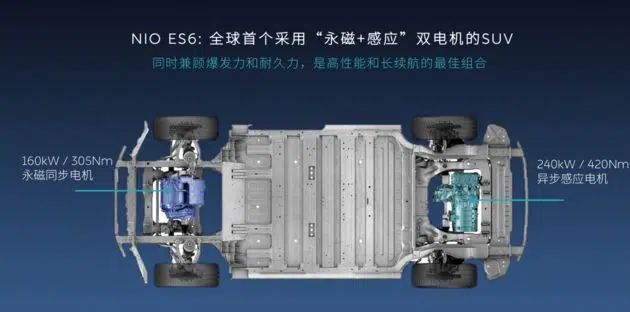 NIO ES6: 全球首个采用“永磁+感应”双电机的SUV
同时兼顾爆发力和耐久力，是高性能和长续航的最佳组合
160kW / 305Nm
永磁同步电机
240kW / 420Nm
异步感应电机